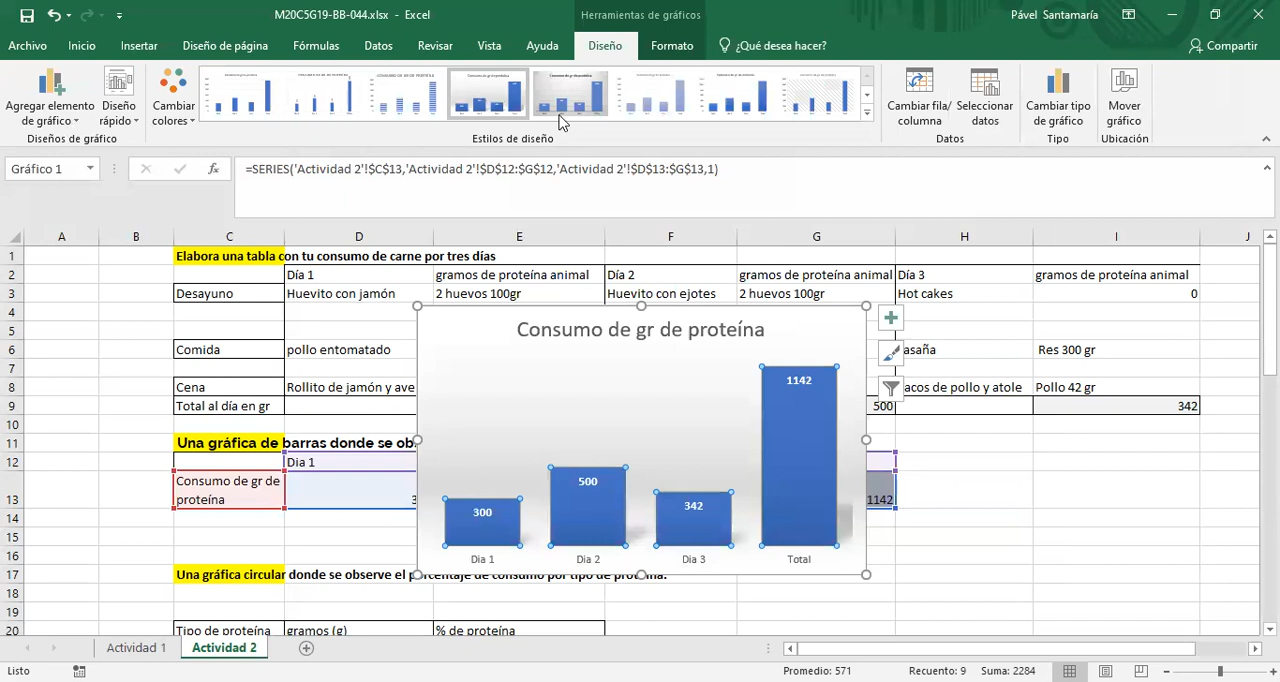 M20C5G19-BB-044.xlsx - Excel
Herramientas de gráficos
Pável Santamaría
Archivo Inicio Insertar Diseño de página Fórmulas Datos Revisar Vista Ayuda Diseño Formato ¿Qué desea hacer? Compartir
Agregar elemento de gráfico
Diseño rápido
Cambiar colores
Cambiar fila/ columna
Seleccionar datos
Cambiar tipo de gráfico
Mover gráfico
Diseños de gráfico Estilos de diseño Datos Tipo Ubicación
Gráfico 1 fx =SERIES('Actividad 2'!$C$13,'Actividad 2'!$D$12:$G$12,'Actividad 2'!$D$13:$G$13,1)
A B C D E F G H I J
1 Elabora una tabla con tu consumo de carne por tres días
2 Día 1 gramos de proteína animal Día 2 gramos de proteína animal Día 3 gramos de proteína animal
3 Desayuno Huevito con jamón 2 huevos 100gr Huevito con ejotes 2 huevos 100gr Hot cakes 0
4
5
6 Comida pollo entomatado asaña Res 300 gr
7
8 Cena Rollito de jamón y ave acos de pollo y atole Pollo 42 gr
9 Total al día en gr 500 342
10
11 Una gráfica de barras donde se ob
12 Dia 1
13 Consumo de gr de proteína 3 1142
14
15
16
17 Una gráfica circular donde se observe el porcentaje de consumo por tipo de proteína.
18
19
20 Tipo de proteína gramos (g) % de proteína
Consumo de gr de proteína
300 500 342 1142
Dia 1 Dia 2 Dia 3 Total
Actividad 1 Actividad 2
Listo Promedio: 571 Recuento: 9 Suma: 2284